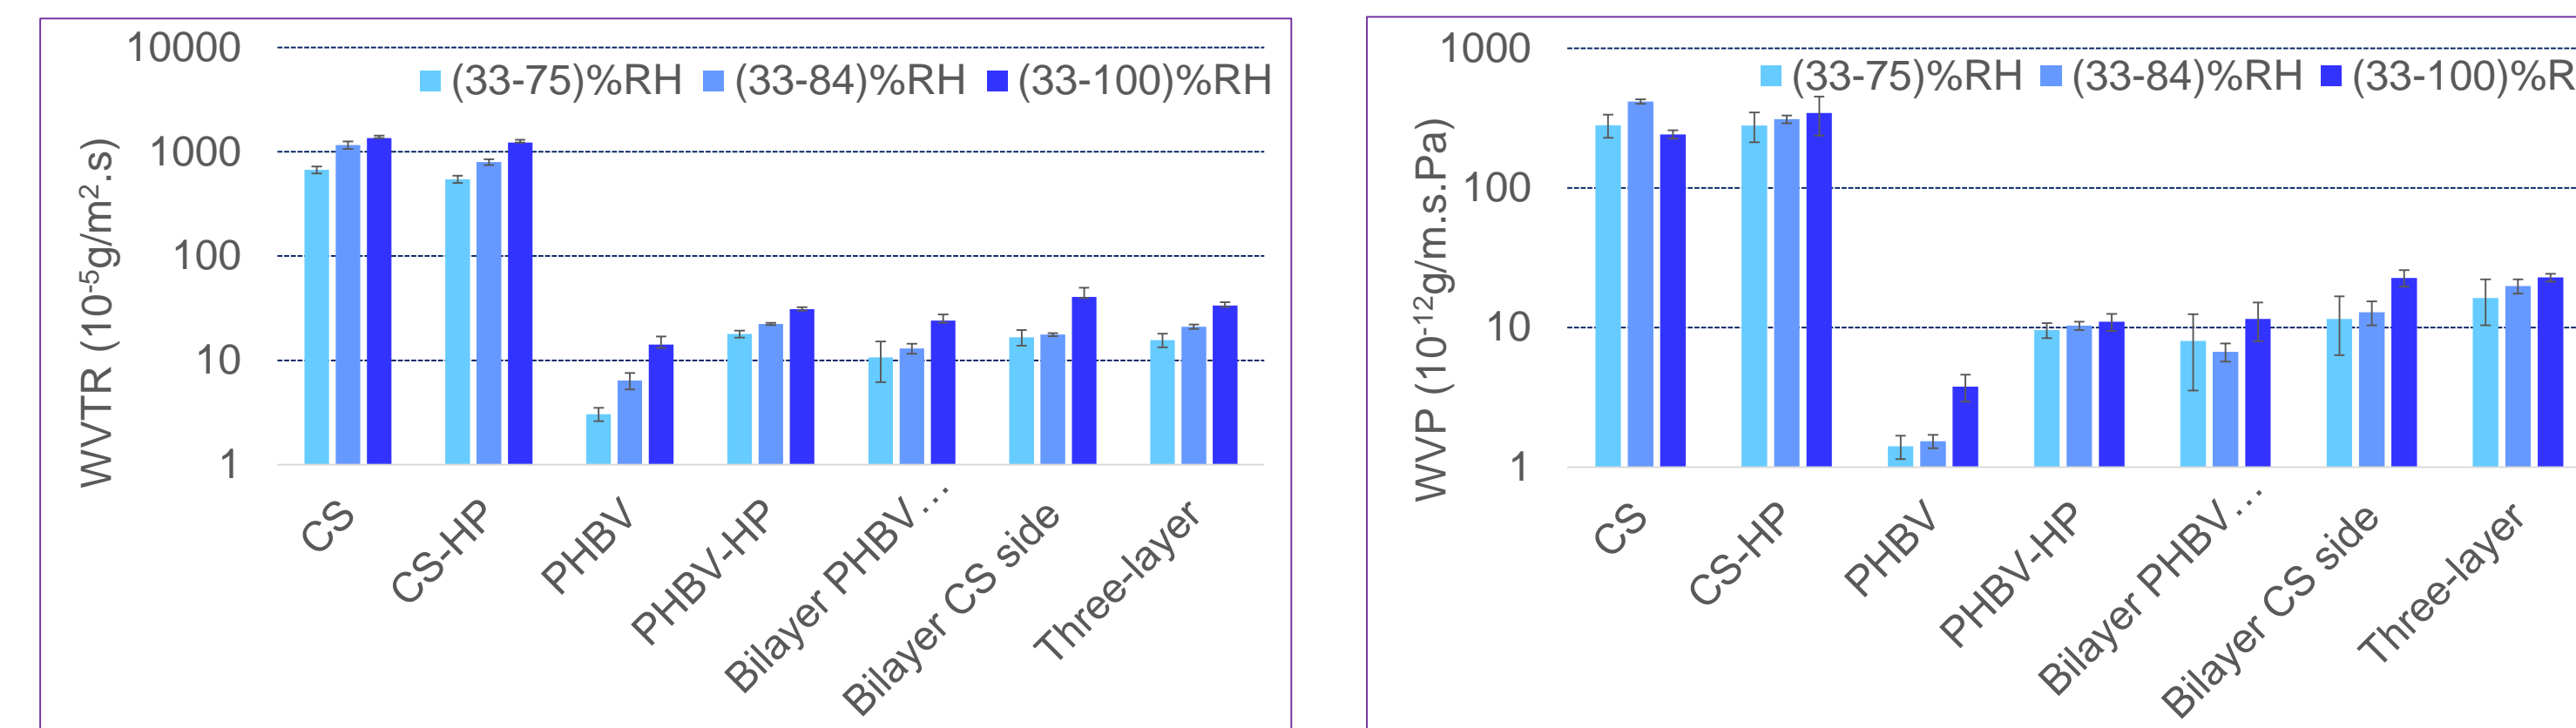 10000
1000
100
10
1
WVTR (10⁻⁵g/m².s)
(33-75)%RH (33-84)%RH (33-100)%RH
CS
CS-HP
PHBV
PHBV-HP
Bilayer PHBV…
Bilayer CS side
Three-layer
1000
100
10
1
WVP (10⁻¹²g/m.s.Pa)
(33-75)%RH (33-84)%RH (33-100)%R
CS
CS-HP
PHBV
PHBV-HP
Bilayer PHBV…
Bilayer CS side
Three-layer